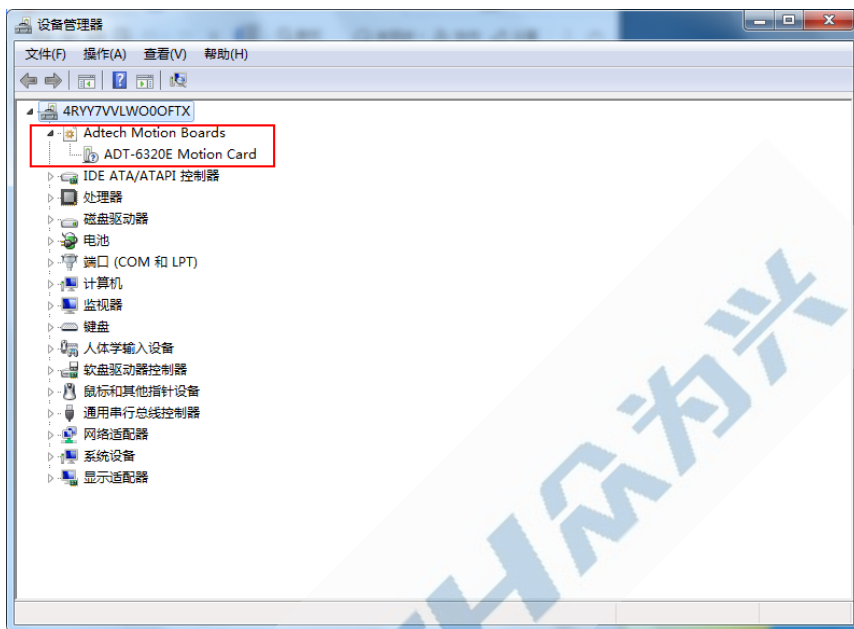 设备管理器
文件(F) 操作(A) 查看(V) 帮助(H)
4RYY7VVLWO0OFTX
Adtech Motion Boards
ADT-6320E Motion Card
IDE ATA/ATAPI 控制器
处理器
磁盘驱动器
电池
端口 (COM 和 LPT)
计算机
监视器
键盘
人体学输入设备
软盘驱动器控制器
鼠标和其他指针设备
通用串行总线控制器
网络适配器
系统设备
显示适配器
众为兴